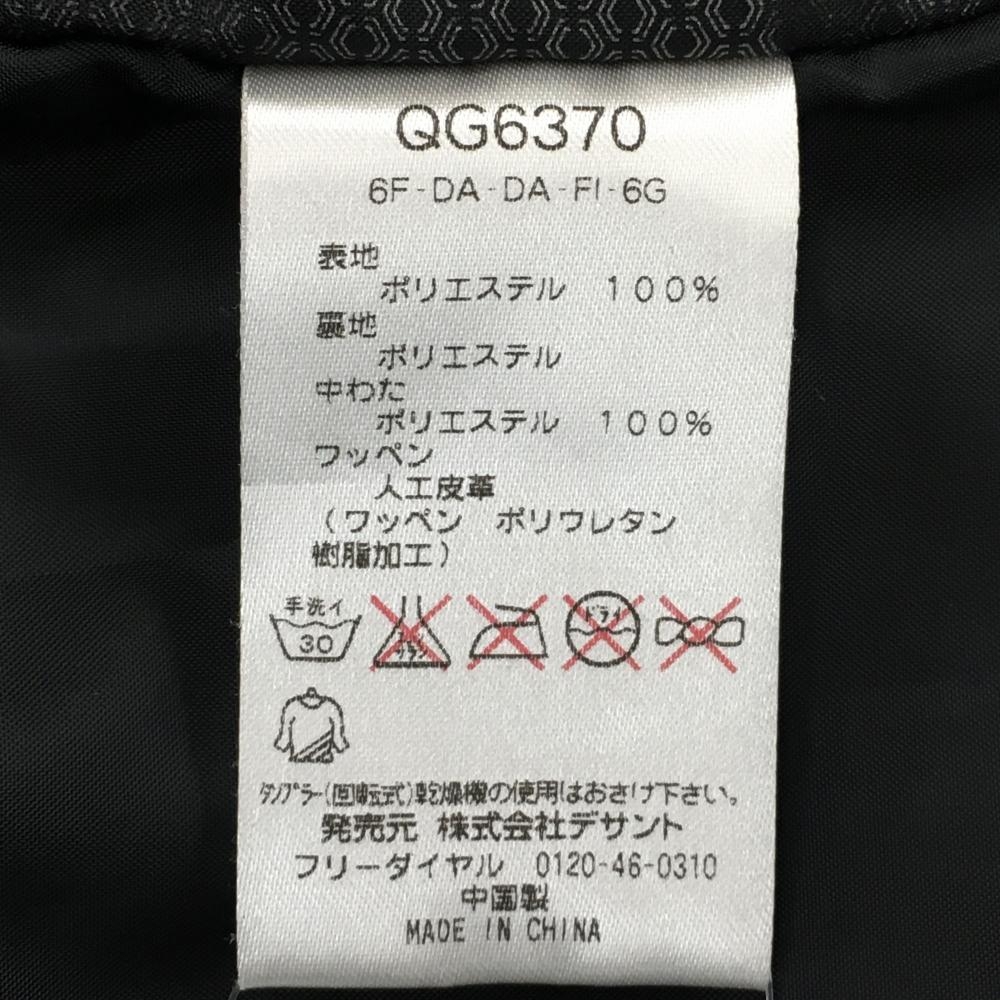 QG6370
6F-DA-DA-FI-6G
表地
ポリエステル 100%
裏地
ポリエステル
中わた
ポリエステル 100%
ワッペン
人工皮革
(ワッペン ポリウレタン
樹脂加工)
手洗イ
30
ドライ
タンブラー(回転式)乾燥機の使用はおさけ下さい。
発売元 株式会社デサント
フリーダイヤル 0120-46-0310
中国製
MADE IN CHINA